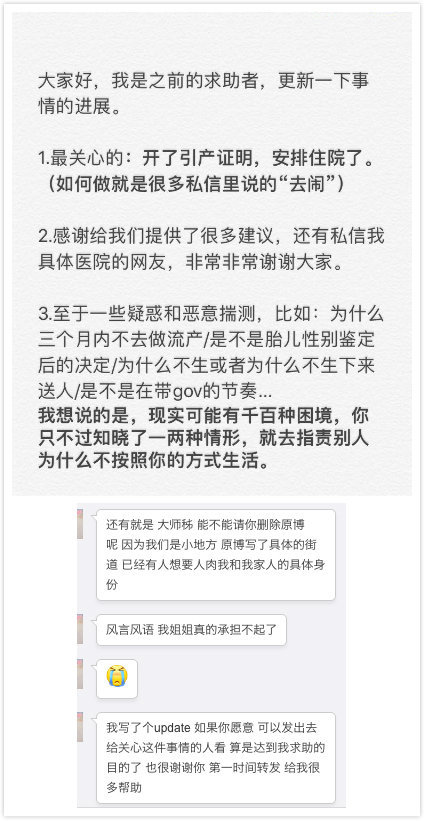 大家好，我是之前的求助者，更新一下事
情的进展。
1.最关心的：开了引产证明，安排住院了。
（如何做就是很多私信里说的“去闹”）
2.感谢给我们提供了很多建议，还有私信我
具体医院的网友，非常非常谢谢大家。
3.至于一些疑惑和恶意揣测，比如：为什么
三个月内不去做流产/是不是胎儿性别鉴定
后的决定/为什么不生或者为什么不生下来
送人/是不是在带gov的节奏...
我想说的是，现实可能有千百种困境，你
只不过知晓了一两种情形，就去指责别人
为什么不按照你的方式生活。
还有就是 大师秭 能不能请你删除原博
呢 因为我们是小地方 原博写了具体的街
道 已经有人想要人肉我和我家人的具体身
份
风言风语 我姐姐真的承担不起了
我写了个update 如果你愿意 可以发出去
给关心这件事情的人看 算是达到我求助的
目的了 也很谢谢你 第一时间转发 给我很
多帮助